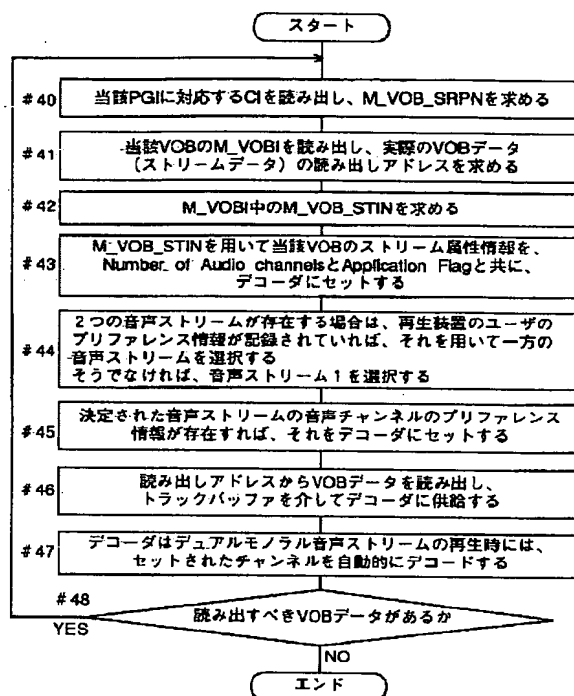 スタート
#40
当該PGIに対応するCIを読み出し、M_VOB_SRPNを求める
#41
当該VOBのM_VOBIを読み出し、実際のVOBデータ
(ストリームデータ)の読み出しアドレスを求める
#42
M_VOBI中のM_VOB_STINを求める
#43
M_VOB_STINを用いて当該VOBのストリーム属性情報を、
Number_of_Audio channelsとApplication_Flagと共に、
デコーダにセットする
#44
2つの音声ストリームが存在する場合は、再生装置のユーザの
プリファレンス情報が記録されていれば、それを用いて一方の
音声ストリームを選択する
そうでなければ、音声ストリーム1を選択する
#45
決定された音声ストリームの音声チャンネルのプリファレンス
情報が存在すれば、それをデコーダにセットする
#46
読み出しアドレスからVOBデータを読み出し、
トラックバッファを介してデコーダに供給する
#47
デコーダはデュアルモノラル音声ストリームの再生時には、
セットされたチャンネルを自動的にデコードする
#48
読み出すべきVOBデータがあるか
YES
NO
エンド